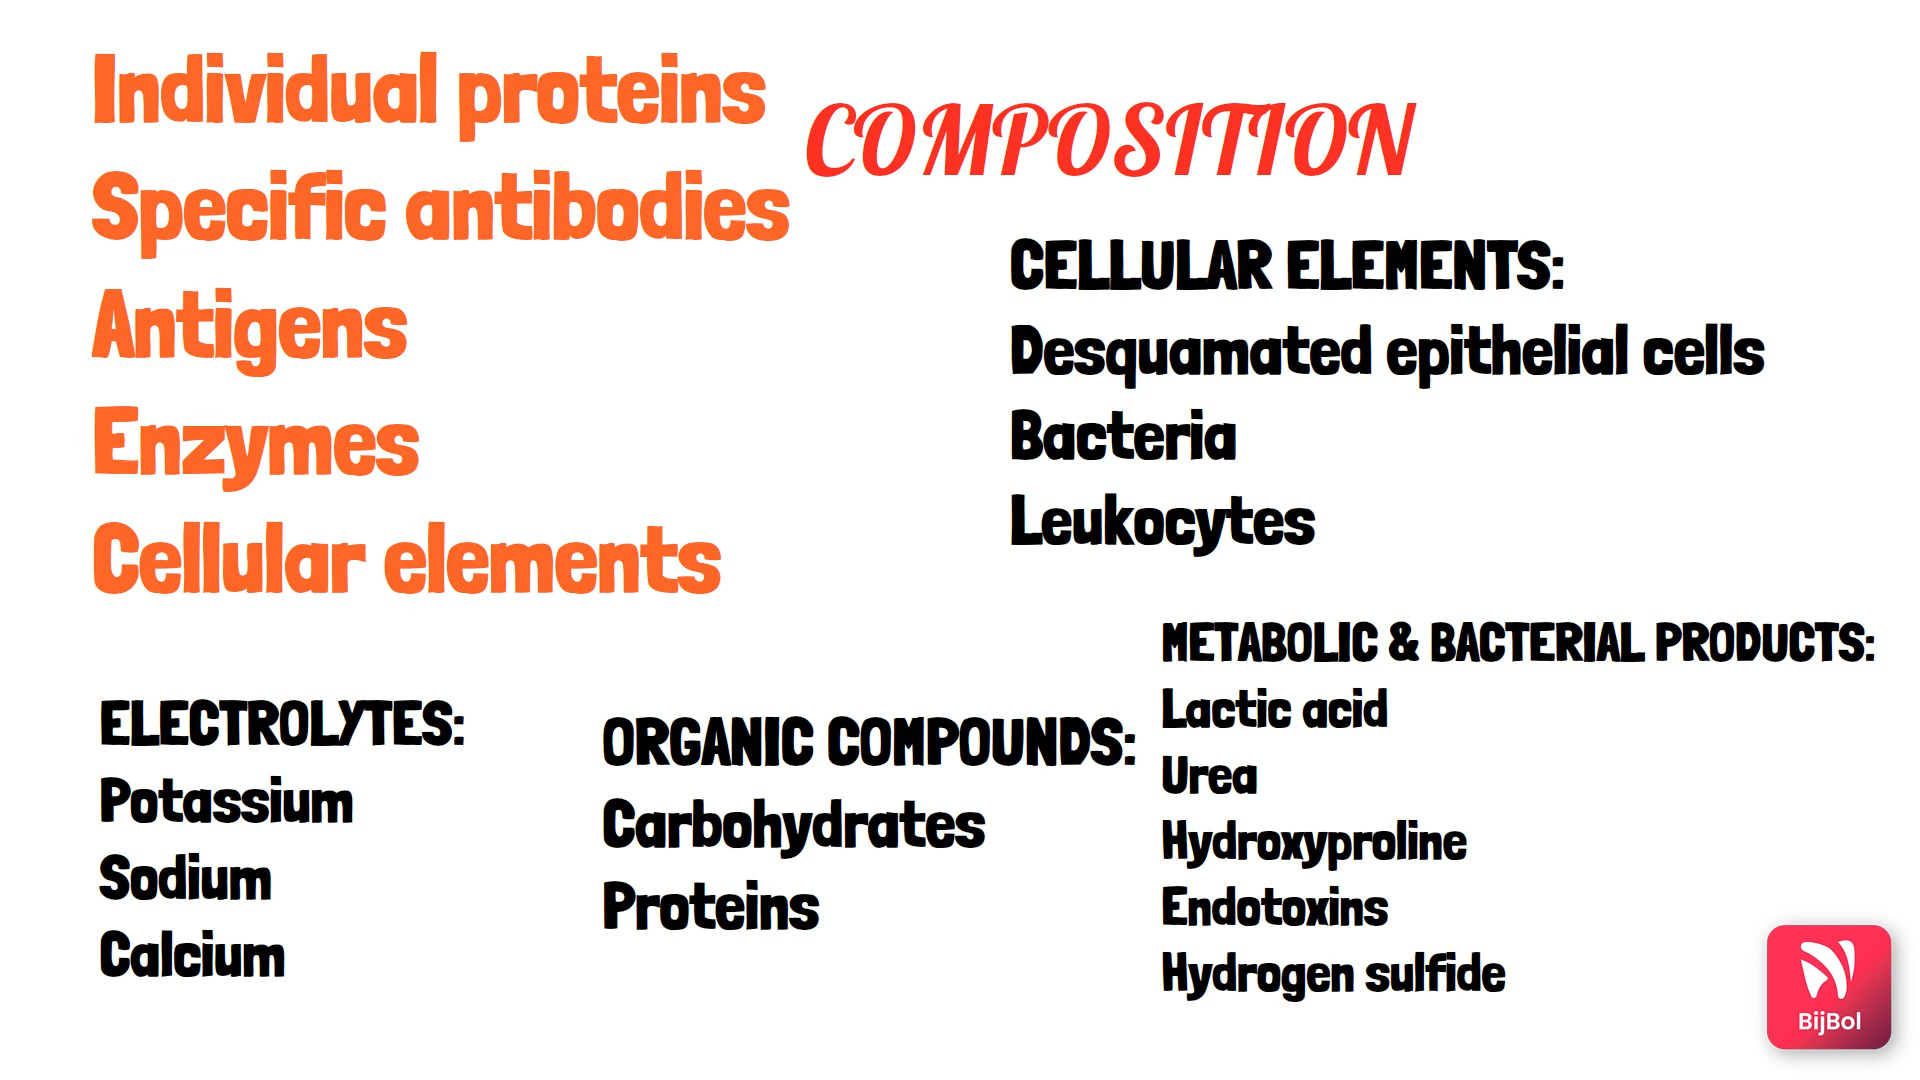 Individual proteins
Specific antibodies
Antigens
Enzymes
Cellular elements
COMPOSITION
CELLULAR ELEMENTS:
Desquamated epithelial cells
Bacteria
Leukocytes
ELECTROLYTES:
Potassium
Sodium
Calcium
ORGANIC COMPOUNDS:
Carbohydrates
Proteins
METABOLIC & BACTERIAL PRODUCTS:
Lactic acid
Urea
Hydroxyproline
Endotoxins
Hydrogen sulfide
BijBol